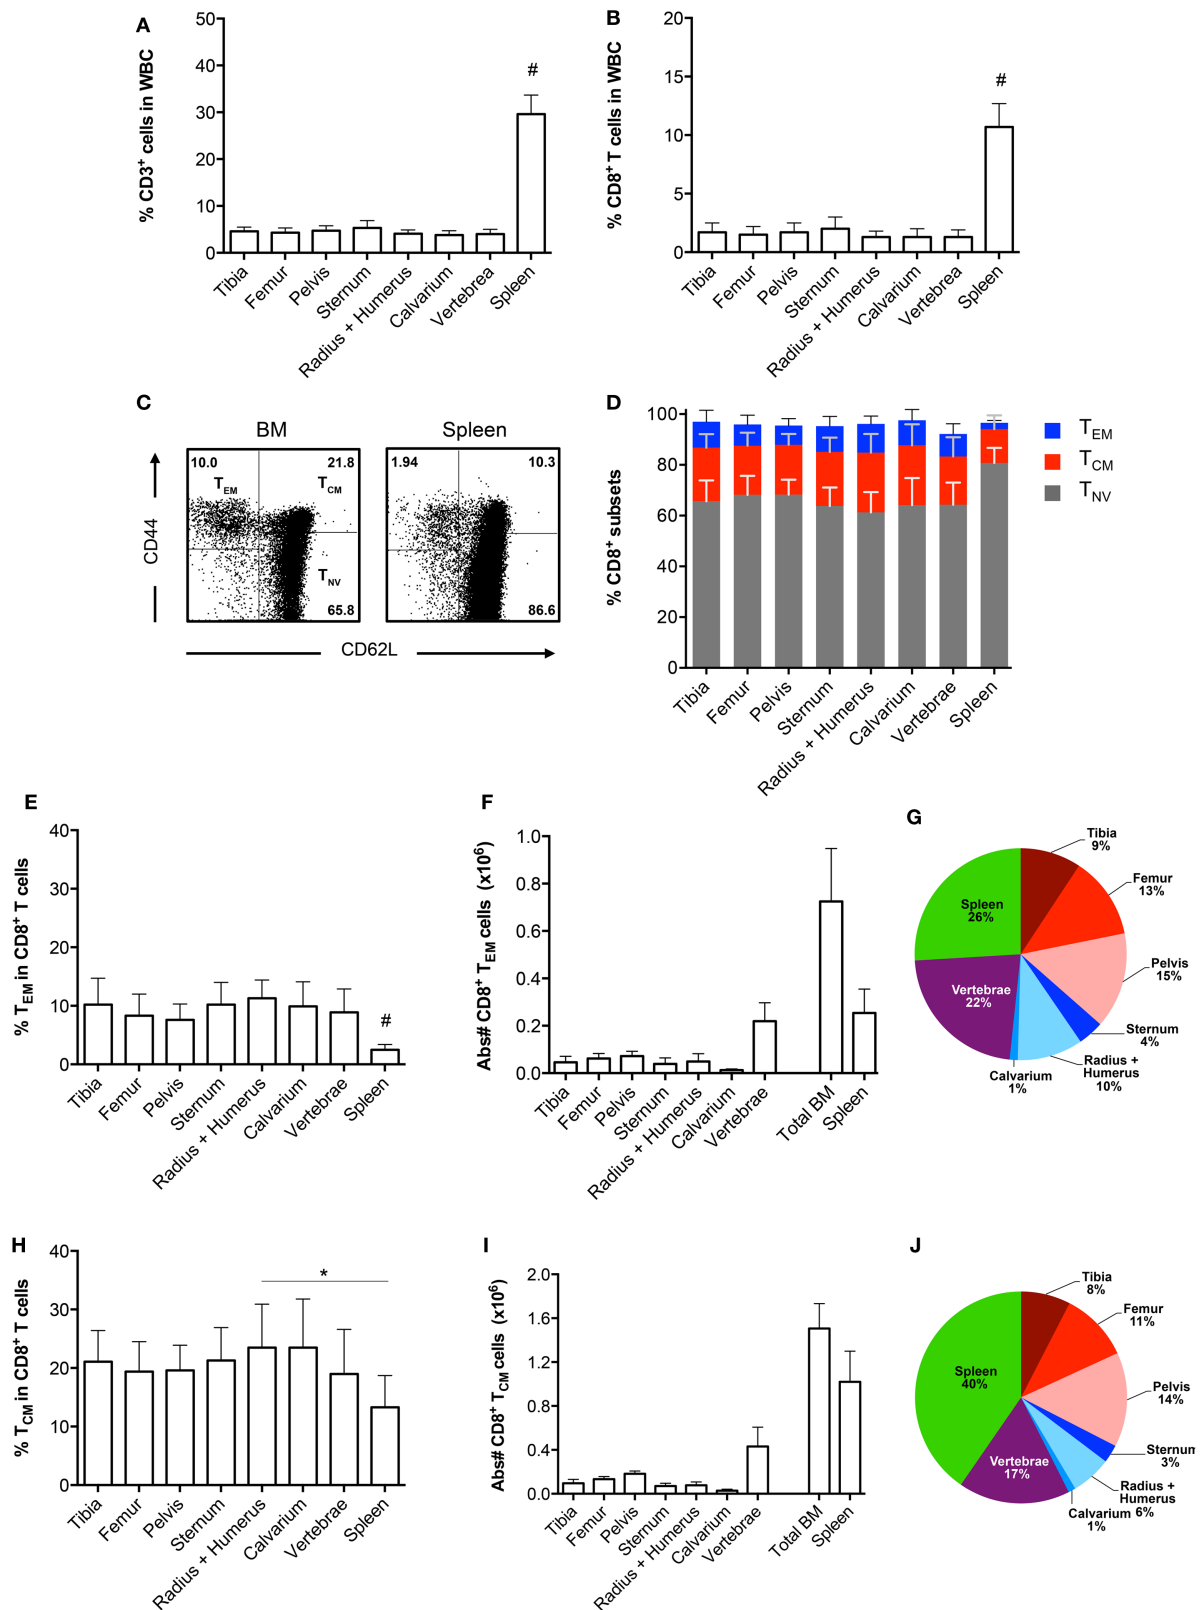 A
% CD3+ cells in WBC
50
40
30
20
10
0
#
Tibia
Femur
Pelvis
Sternum
Radius + Humerus
Calvarium
Vertebrea
Spleen
B
% CD8+ T cells in WBC
20
15
10
5
0
#
Tibia
Femur
Pelvis
Sternum
Radius + Humerus
Calvarium
Vertebrea
Spleen
C
BM
Spleen
10.0
21.8
TEM
TCM
TNV
65.8
1.94
10.3
86.6
CD44
CD62L
D
% CD8+ subsets
100
80
60
40
20
0
Tibia
Femur
Pelvis
Sternum
Radius + Humerus
Calvarium
Vertebrae
Spleen
TEM
TCM
TNV
E
% TEM in CD8+ T cells
40
30
20
10
0
#
Tibia
Femur
Pelvis
Sternum
Radius + Humerus
Calvarium
Vertebrae
Spleen
F
Abs# CD8+ TEM cells (x106)
1.0
0.8
0.6
0.4
0.2
0.0
Tibia
Femur
Pelvis
Sternum
Radius + Humerus
Calvarium
Vertebrae
Total BM
Spleen
G
Tibia
9%
Femur
13%
Pelvis
15%
Sternum
4%
Radius +
Humerus
10%
Calvarium
1%
Vertebrae
22%
Spleen
26%
H
% TCM in CD8+ T cells
40
30
20
10
0
*
Tibia
Femur
Pelvis
Sternum
Radius + Humerus
Calvarium
Vertebrae
Spleen
I
Abs# CD8+ TCM cells (x106)
2.0
1.6
1.2
0.8
0.4
0.0
Tibia
Femur
Pelvis
Sternum
Radius + Humerus
Calvarium
Vertebrae
Total BM
Spleen
J
Tibia
8%
Femur
11%
Pelvis
14%
Sternum
3%
Radius +
Humerus
6%
Calvarium
1%
Vertebrae
17%
Spleen
40%